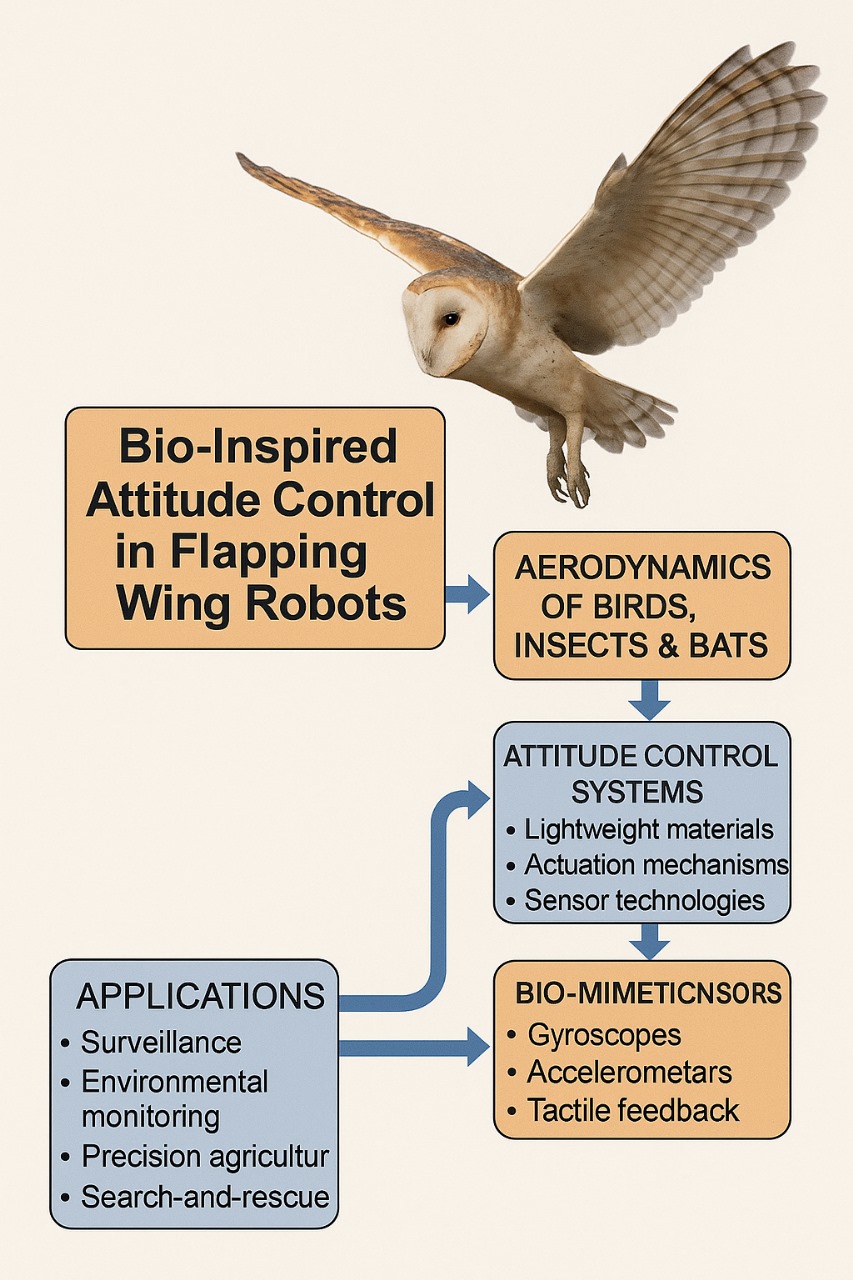 Bio-Inspired
Attitude Control
in Flapping
Wing Robots
AERODYNAMICS
OF BIRDS,
INSECTS & BATS
ATTITUDE CONTROL
SYSTEMS
• Lightweight materials
• Actuation mechanisms
• Sensor technologies
APPLICATIONS
• Surveillance
• Environmental
monitoring
• Precision agricultur
• Search-and-rescue
BIO-MIMETICNSORS
• Gyroscopes
• Accelerometars
• Tactile feedback